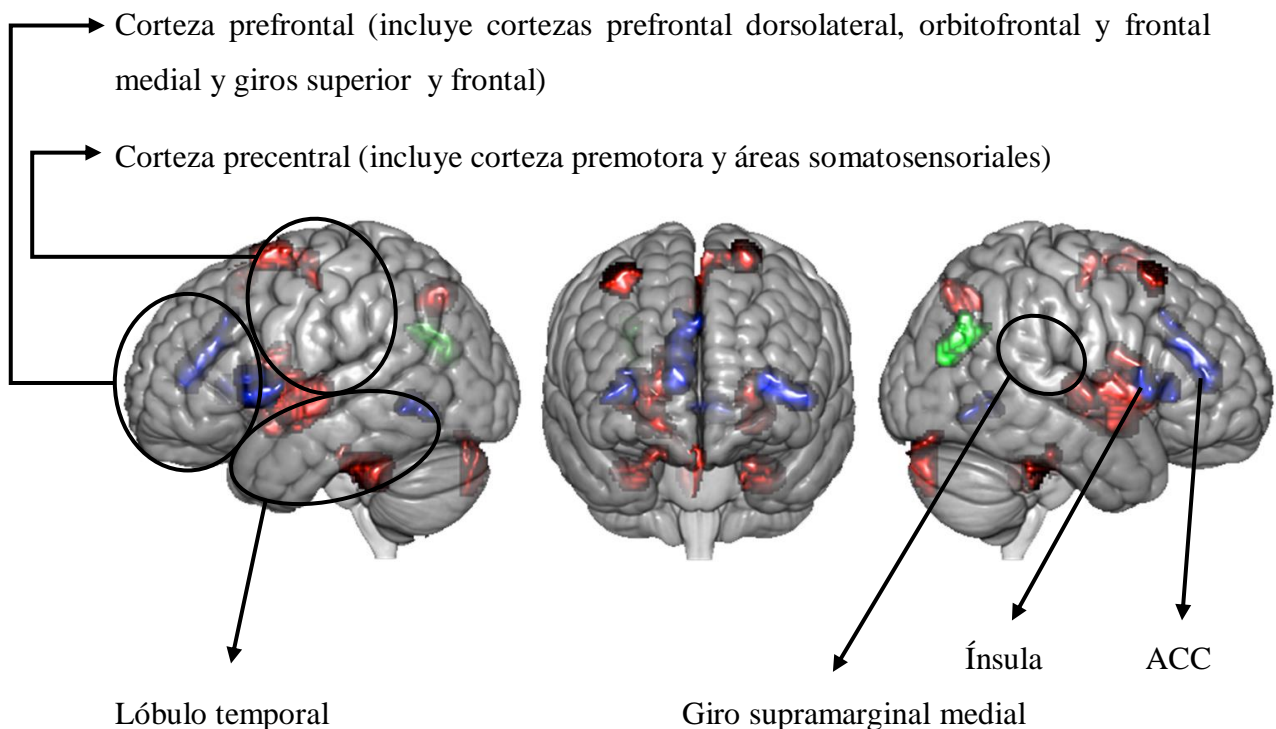 Corteza prefrontal (incluye cortezas prefrontal dorsolateral, orbitofrontal y frontal
medial y giros superior y frontal)
Corteza precentral (incluye corteza premotora y áreas somatosensoriales)
Ínsula
ACC
Lóbulo temporal
Giro supramarginal medial